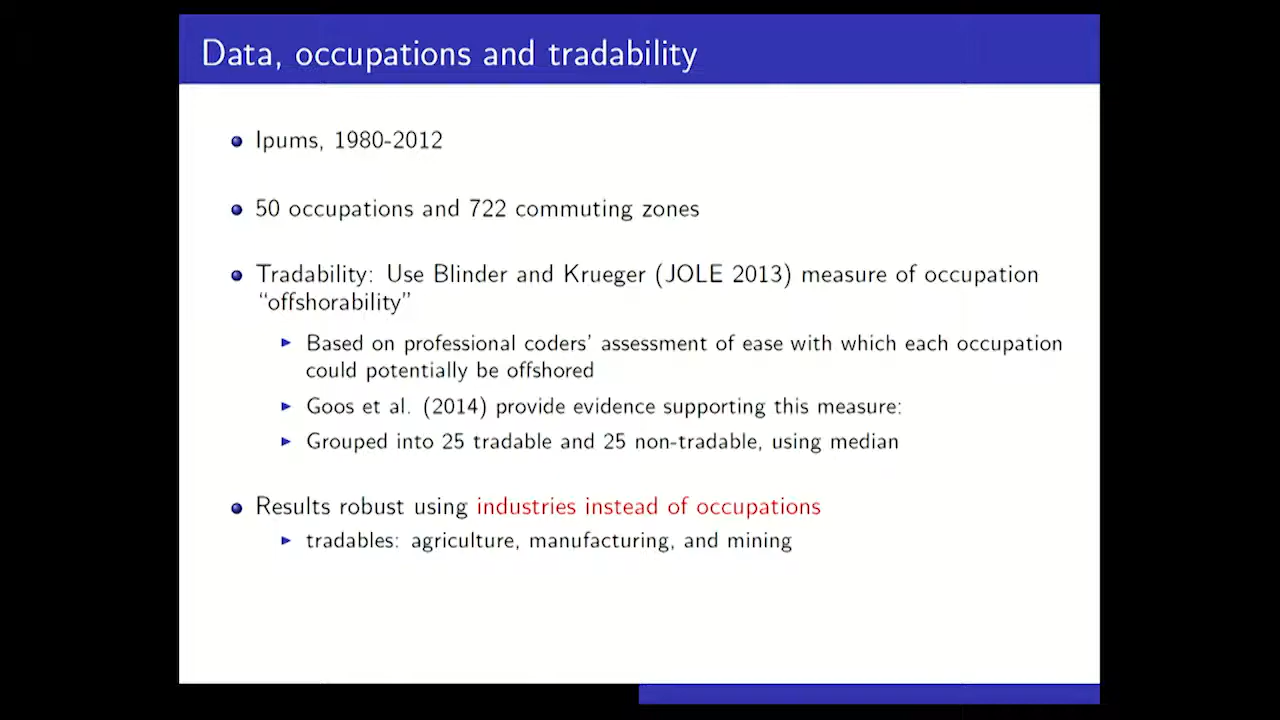 Data, occupations and tradability
Ipums, 1980-2012
50 occupations and 722 commuting zones
Tradability: Use Blinder and Krueger (JOLE 2013) measure of occupation
“offshorability”
Based on professional coders’ assessment of ease with which each occupation
could potentially be offshored
Goos et al. (2014) provide evidence supporting this measure:
Grouped into 25 tradable and 25 non-tradable, using median
Results robust using industries instead of occupations
tradables: agriculture, manufacturing, and mining